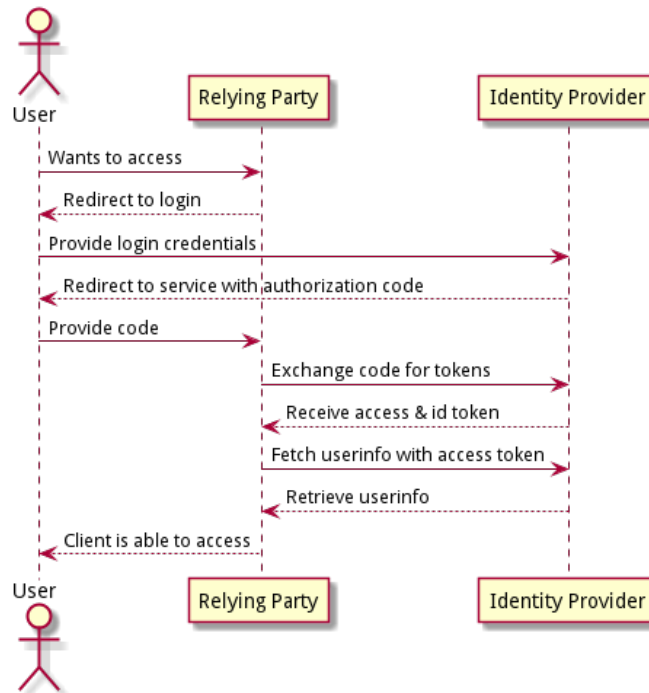 User
Relying Party
Identity Provider
Wants to access
Redirect to login
Provide login credentials
Redirect to service with authorization code
Provide code
Exchange code for tokens
Receive access & id token
Fetch userinfo with access token
Retrieve userinfo
Client is able to access
User
Relying Party
Identity Provider